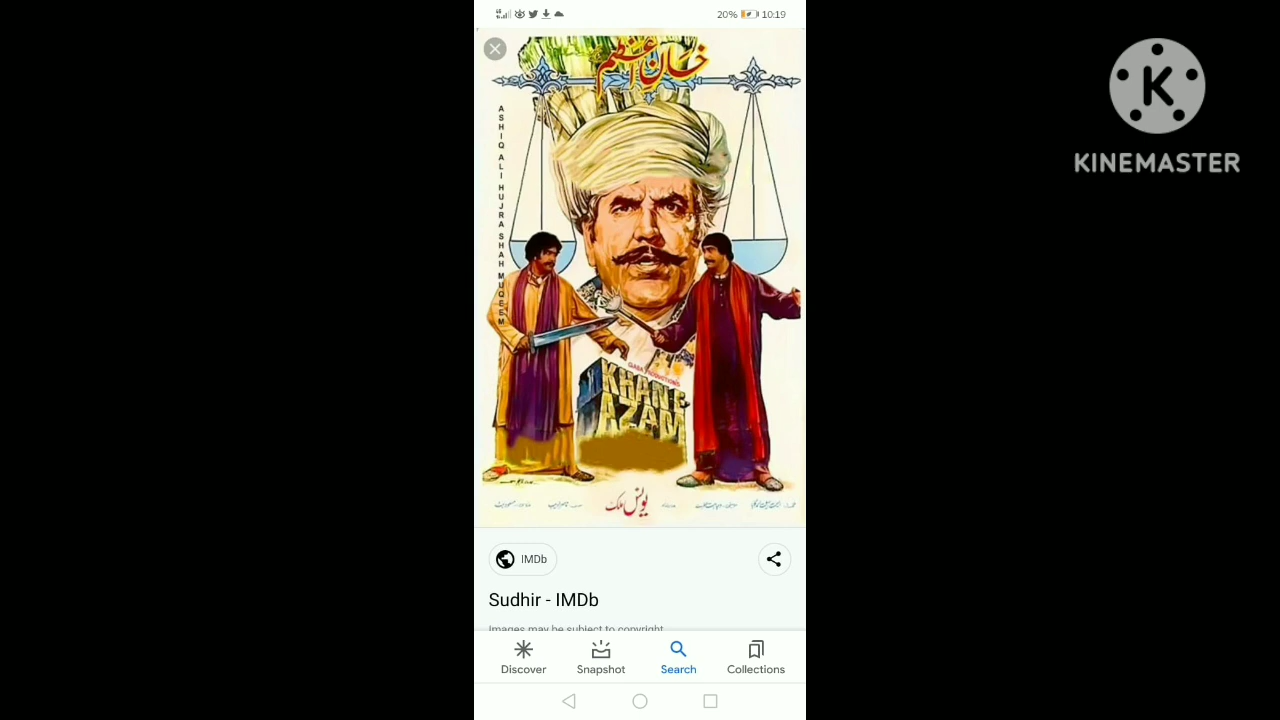 20% 10:19
خان اعظم
ASHIQ ALI HUJRA SHAH MUQEEM
KHAN E
AZAM
یونس ملک
IMDb
Sudhir - IMDb
Images may be subject to copyright
Discover Snapshot Search Collections
K
KINEMASTER